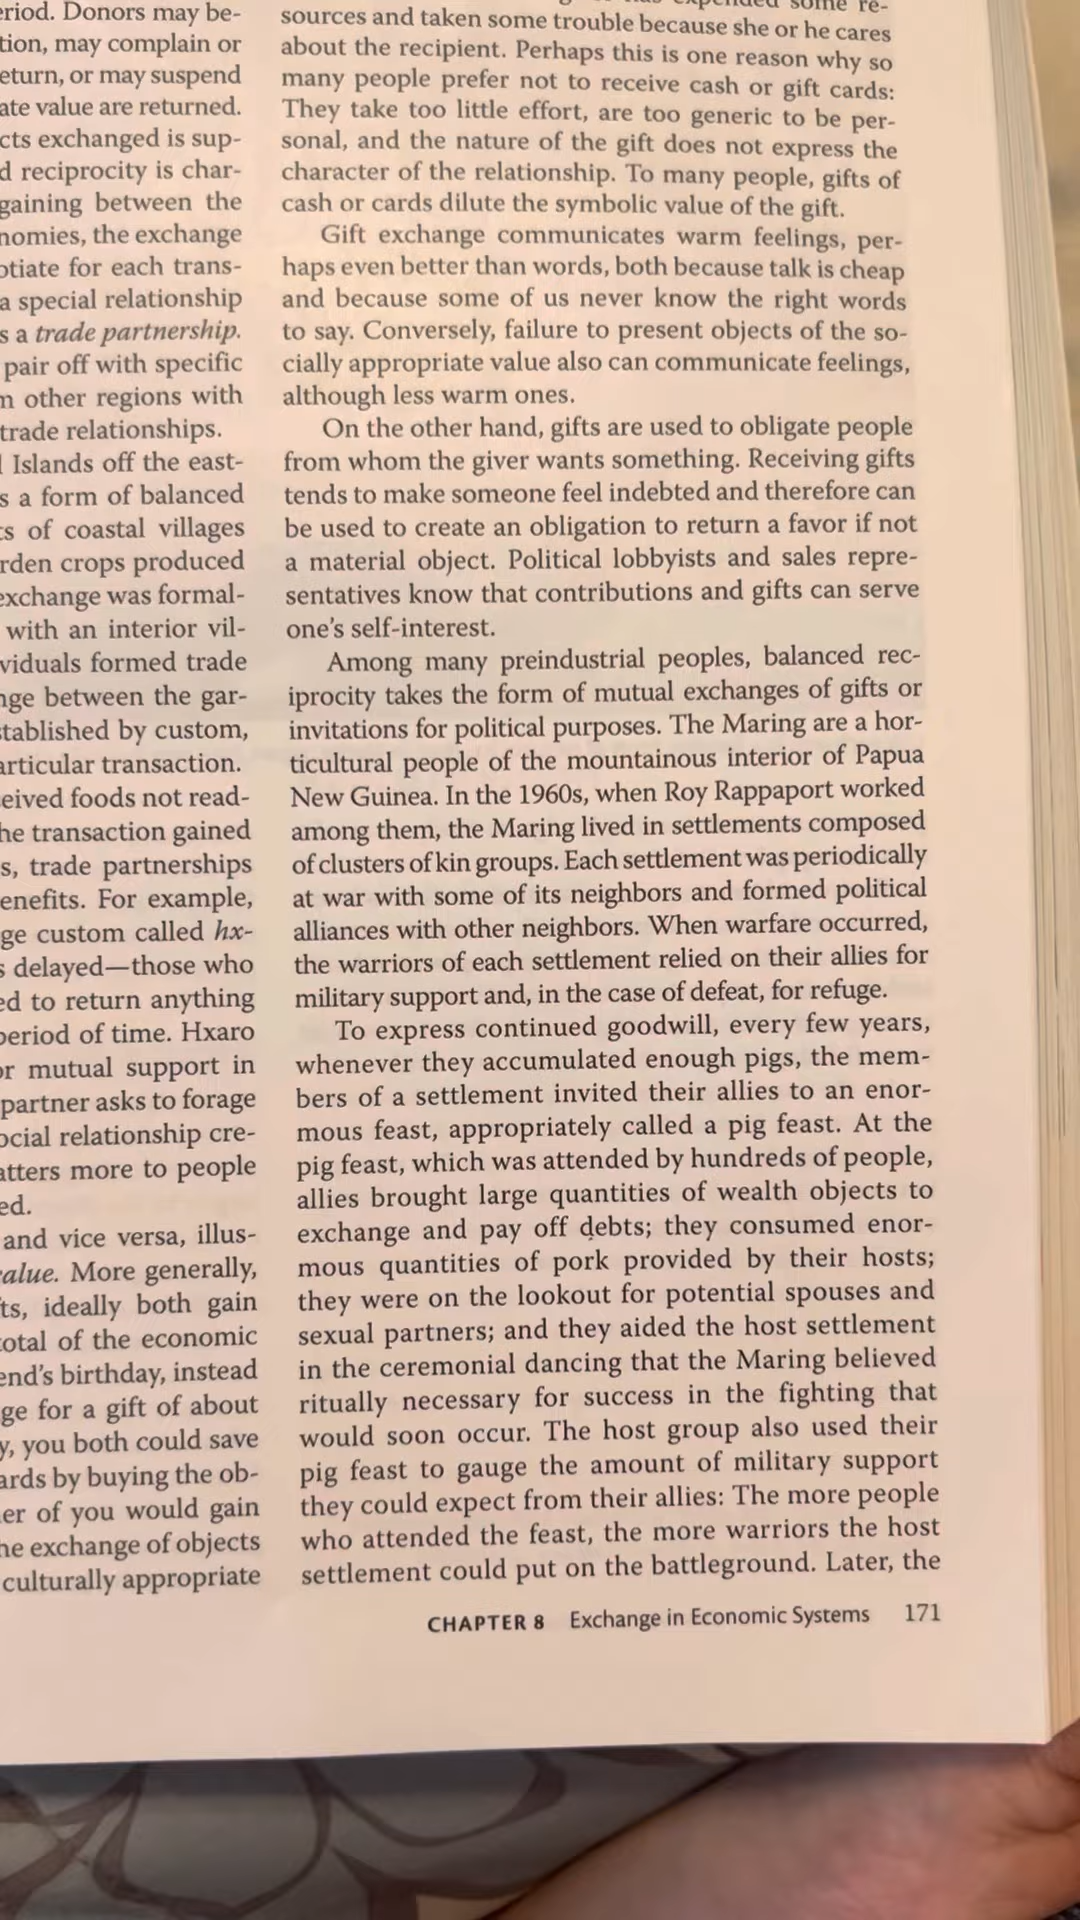 riod. Donors may be-
tion, may complain or
eturn, or may suspend
ate value are returned.
cts exchanged is sup-
d reciprocity is char-
gaining between the
nomies, the exchange
otiate for each trans-
a special relationship
s a trade partnership.
pair off with specific
n other regions with
trade relationships.
Islands off the east-
s a form of balanced
ts of coastal villages
rden crops produced
exchange was formal-
with an interior vil-
viduals formed trade
nge between the gar-
stablished by custom,
articular transaction.
eived foods not read-
he transaction gained
s, trade partnerships
enefits. For example,
ge custom called hx-
s delayed—those who
ed to return anything
period of time. Hxaro
or mutual support in
partner asks to forage
ocial relationship cre-
atters more to people
ed.
and vice versa, illus-
alue. More generally,
ts, ideally both gain
total of the economic
end's birthday, instead
ge for a gift of about
y, you both could save
ards by buying the ob-
er of you would gain
he exchange of objects
culturally appropriate
some re-
sources and taken some trouble because she or he cares
about the recipient. Perhaps this is one reason why so
many people prefer not to receive cash or gift cards:
They take too little effort, are too generic to be per-
sonal, and the nature of the gift does not express the
character of the relationship. To many people, gifts of
cash or cards dilute the symbolic value of the gift.
Gift exchange communicates warm feelings, per-
haps even better than words, both because talk is cheap
and because some of us never know the right words
to say. Conversely, failure to present objects of the so-
cially appropriate value also can communicate feelings,
although less warm ones.
On the other hand, gifts are used to obligate people
from whom the giver wants something. Receiving gifts
tends to make someone feel indebted and therefore can
be used to create an obligation to return a favor if not
a material object. Political lobbyists and sales repre-
sentatives know that contributions and gifts can serve
one's self-interest.
Among many preindustrial peoples, balanced rec-
iprocity takes the form of mutual exchanges of gifts or
invitations for political purposes. The Maring are a hor-
ticultural people of the mountainous interior of Papua
New Guinea. In the 1960s, when Roy Rappaport worked
among them, the Maring lived in settlements composed
of clusters of kin groups. Each settlement was periodically
at war with some of its neighbors and formed political
alliances with other neighbors. When warfare occurred,
the warriors of each settlement relied on their allies for
military support and, in the case of defeat, for refuge.
To express continued goodwill, every few years,
whenever they accumulated enough pigs, the mem-
bers of a settlement invited their allies to an enor-
mous feast, appropriately called a pig feast. At the
pig feast, which was attended by hundreds of people,
allies brought large quantities of wealth objects to
exchange and pay off debts; they consumed enor-
mous quantities of pork provided by their hosts;
they were on the lookout for potential spouses and
sexual partners; and they aided the host settlement
in the ceremonial dancing that the Maring believed
ritually necessary for success in the fighting that
would soon occur. The host group also used their
pig feast to gauge the amount of military support
they could expect from their allies: The more people
who attended the feast, the more warriors the host
settlement could put on the battleground. Later, the
CHAPTER 8 Exchange in Economic Systems 171